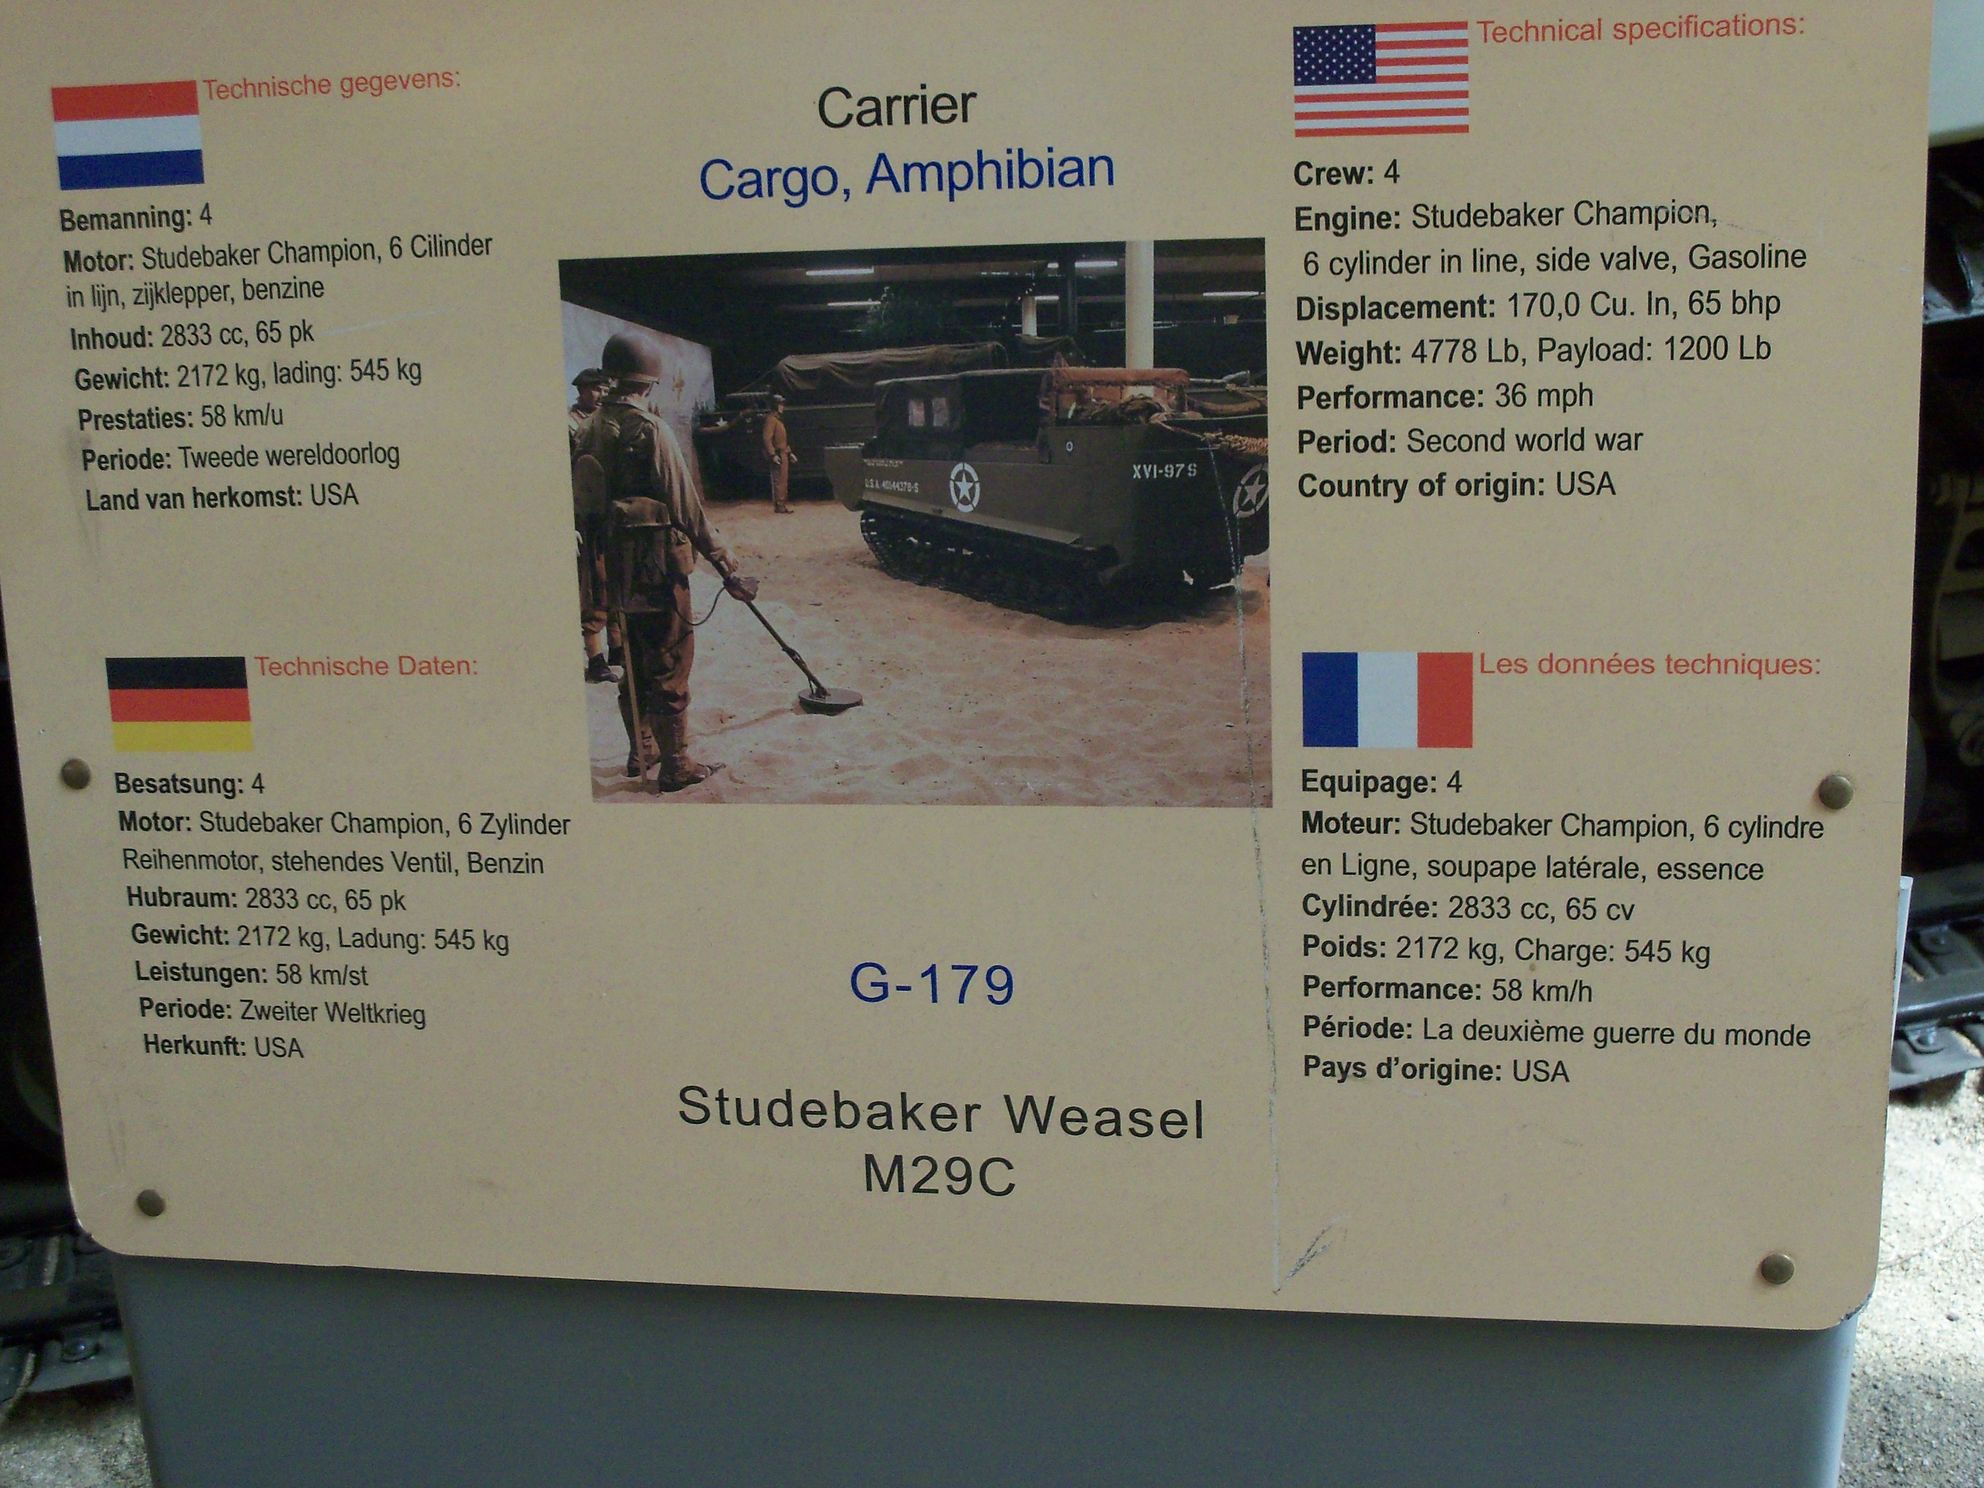 Technische gegevens:
Bemanning: 4
Motor: Studebaker Champion, 6 Cilinder
in lijn, zijklepper, benzine
Inhoud: 2833 cc, 65 pk
Gewicht: 2172 kg, lading: 545 kg
Prestaties: 58 km/u
Periode: Tweede wereldoorlog
Land van herkomst: USA
Carrier
Cargo, Amphibian
XVI-97S
Technical specifications:
Crew: 4
Engine: Studebaker Champion,
6 cylinder in line, side valve, Gasoline
Displacement: 170,0 Cu. In, 65 bhp
Weight: 4778 Lb, Payload: 1200 Lb
Performance: 36 mph
Period: Second world war
Country of origin: USA
Technische Daten:
Besatsung: 4
Motor: Studebaker Champion, 6 Zylinder
Reihenmotor, stehendes Ventil, Benzin
Hubraum: 2833 cc, 65 pk
Gewicht: 2172 kg, Ladung: 545 kg
Leistungen: 58 km/st
Periode: Zweiter Weltkrieg
Herkunft: USA
G-179
Studebaker Weasel
M29C
Les données techniques:
Equipage: 4
Moteur: Studebaker Champion, 6 cylindre
en Ligne, soupape latérale, essence
Cylindrée: 2833 cc, 65 cv
Poids: 2172 kg, Charge: 545 kg
Performance: 58 km/h
Période: La deuxième guerre du monde
Pays d'origine: USA